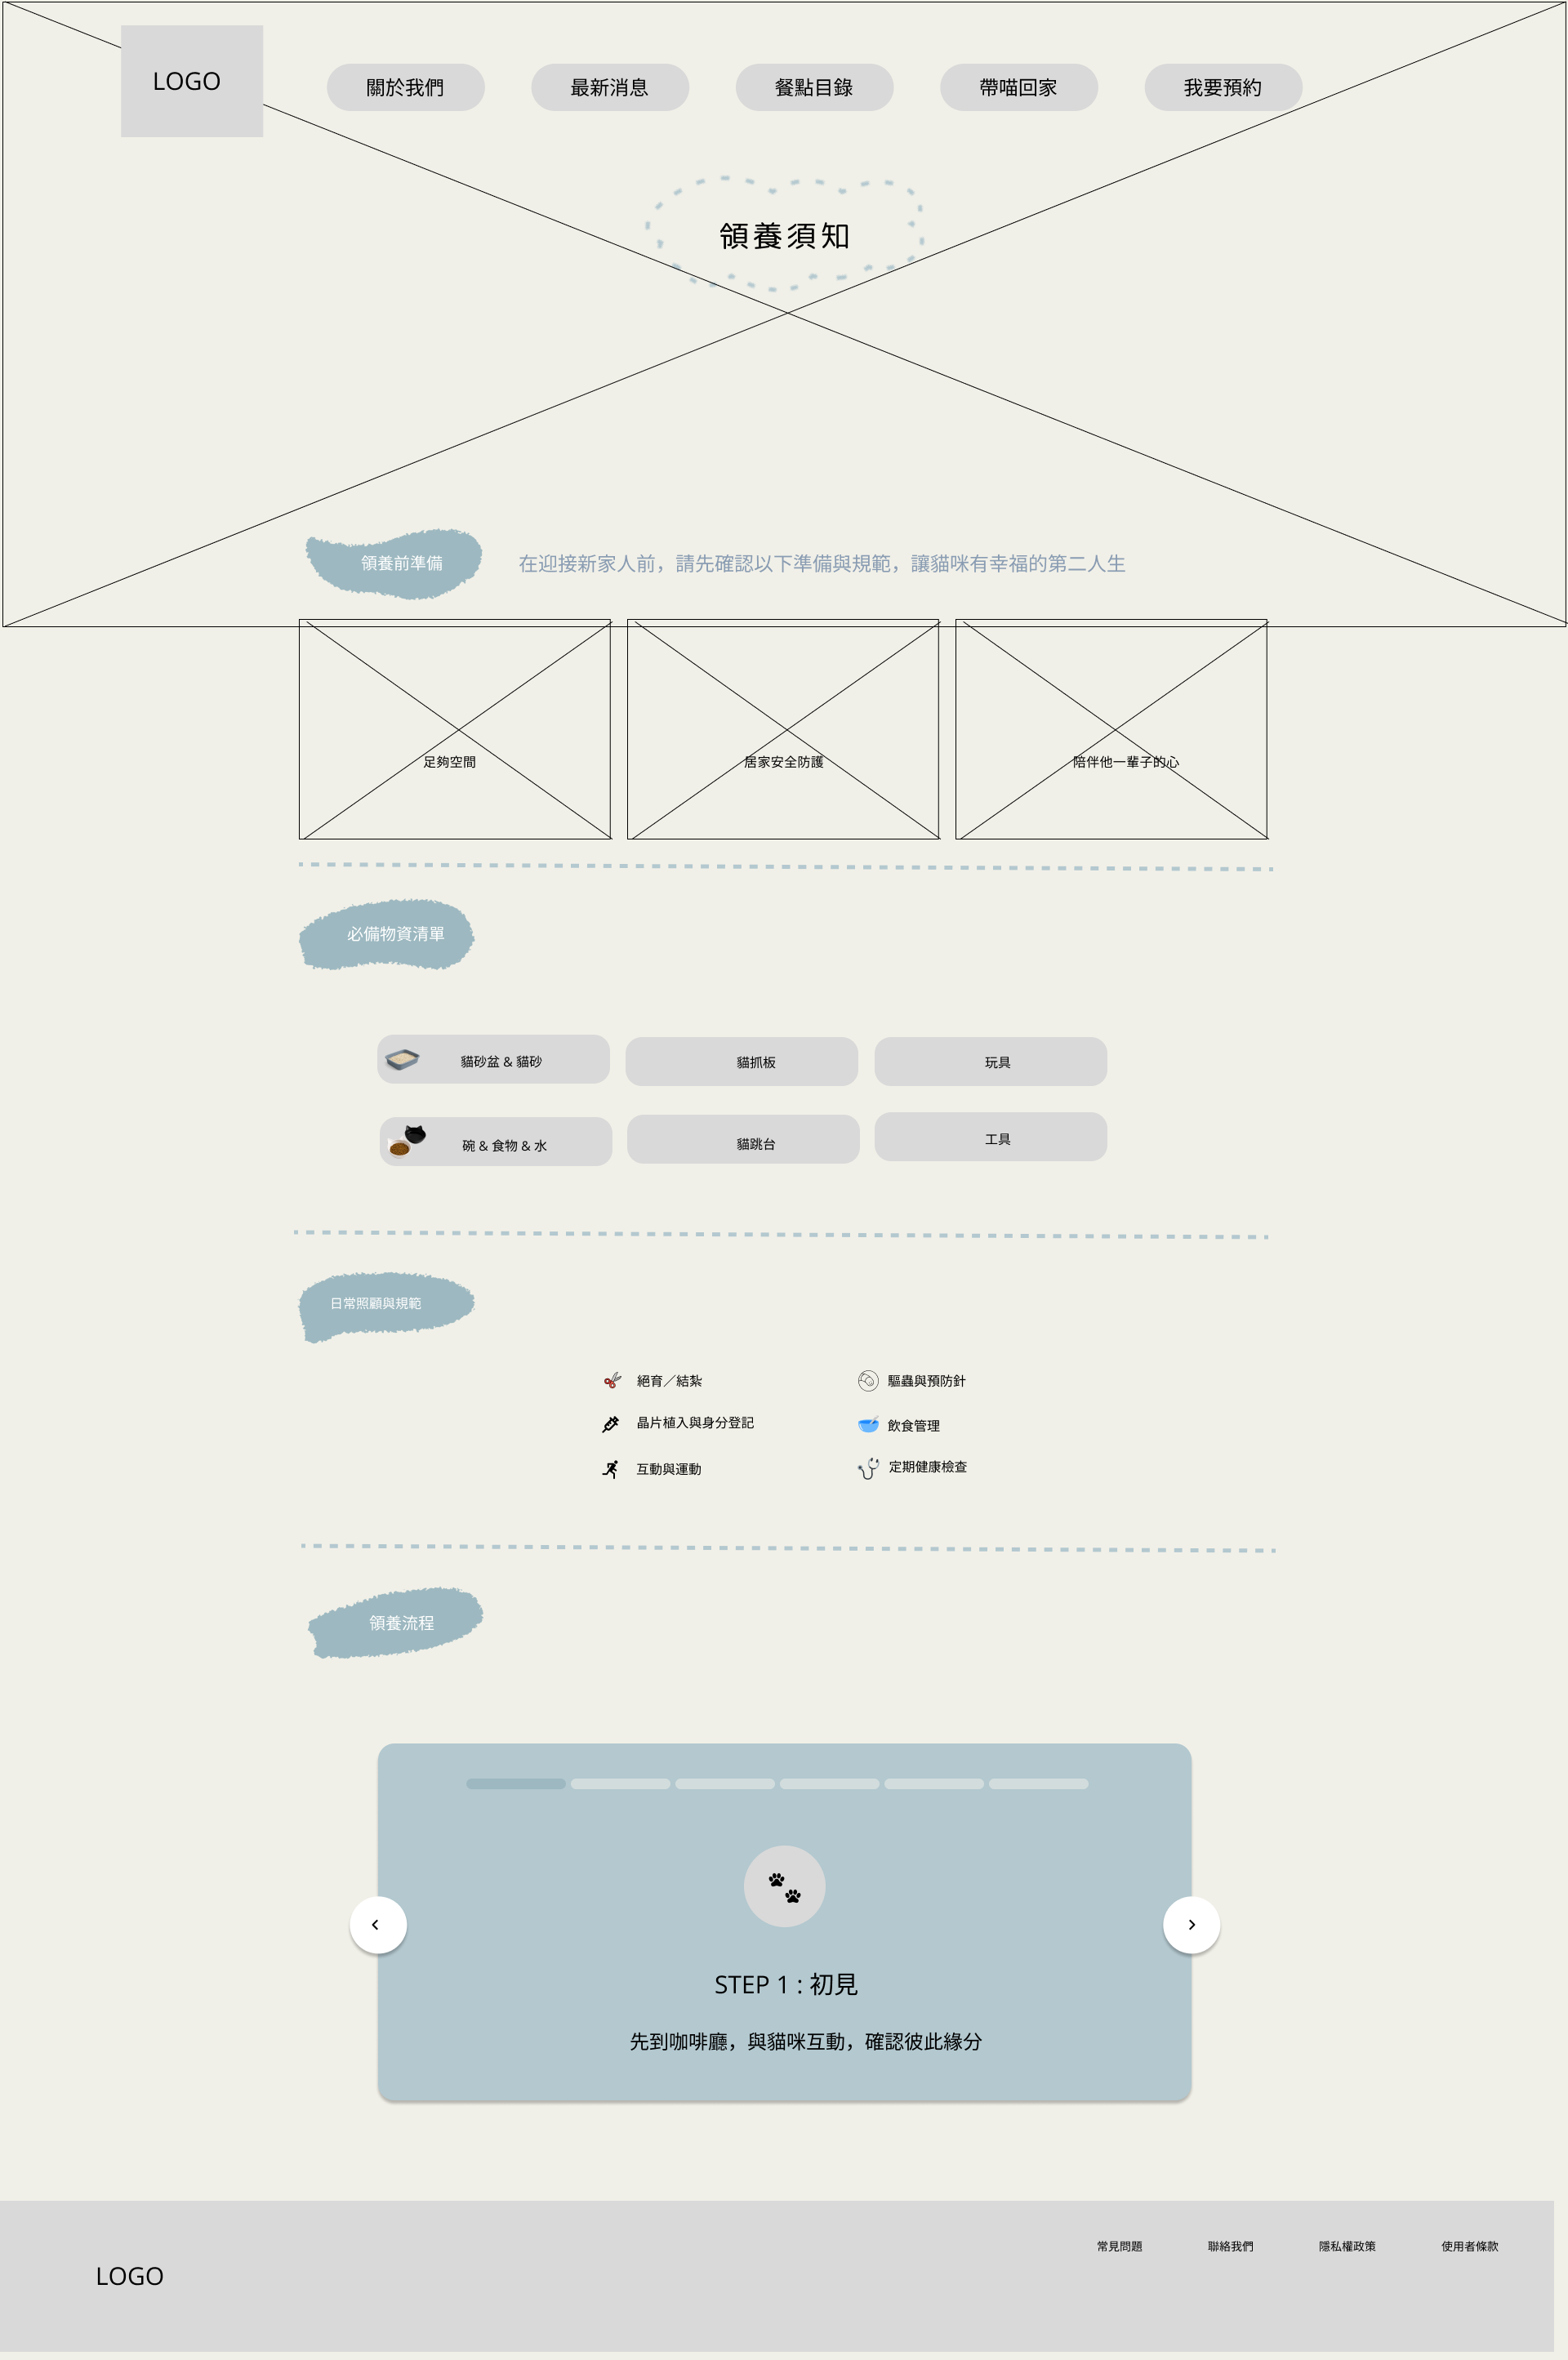 LOGO
關於我們
最新消息
餐點目錄
帶喵回家
我要預約
領養須知
領養前準備
在迎接新家人前，請先確認以下準備與規範，讓貓咪有幸福的第二人生
足夠空間
居家安全防護
陪伴他一輩子的心
必備物資清單
貓砂盆 & 貓砂
貓抓板
玩具
碗 & 食物 & 水
貓跳台
工具
日常照顧與規範
絕育／結紮
驅蟲與預防針
晶片植入與身分登記
飲食管理
互動與運動
定期健康檢查
領養流程
STEP 1 : 初見
先到咖啡廳，與貓咪互動，確認彼此緣分
常見問題
聯絡我們
隱私權政策
使用者條款
LOGO